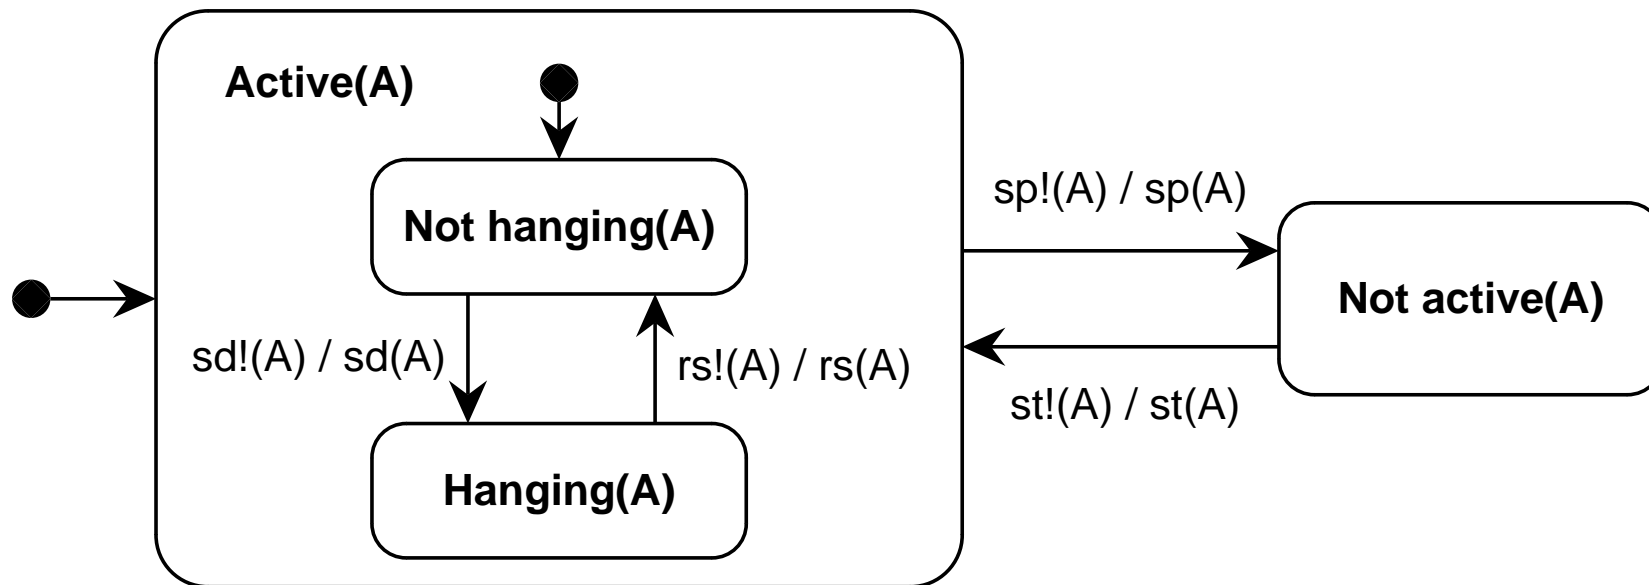 Active(A)
Not hanging(A)
sd!(A) / sd(A)
rs!(A) / rs(A)
Hanging(A)
sp!(A) / sp(A)
Not active(A)
st!(A) / st(A)